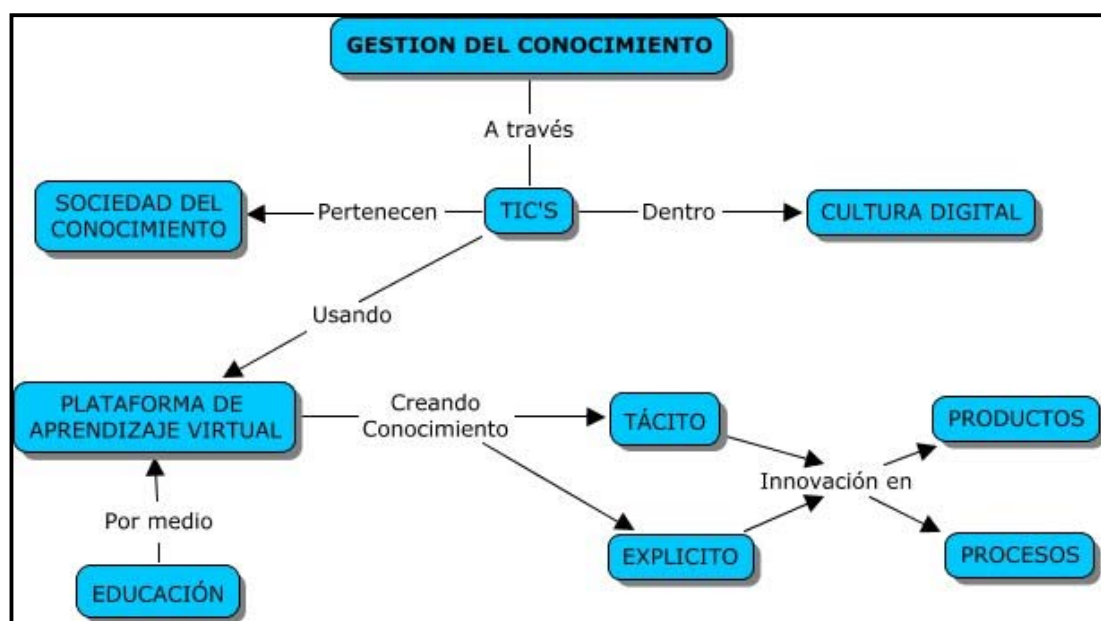 GESTION DEL CONOCIMIENTO
A través
SOCIEDAD DEL
CONOCIMIENTO
Pertenecen
TIC'S
Dentro
CULTURA DIGITAL
Usando
PLATAFORMA DE
APRENDIZAJE VIRTUAL
Creando
Conocimiento
TÁCITO
PRODUCTOS
Innovación en
Por medio
EXPLICITO
PROCESOS
EDUCACIÓN